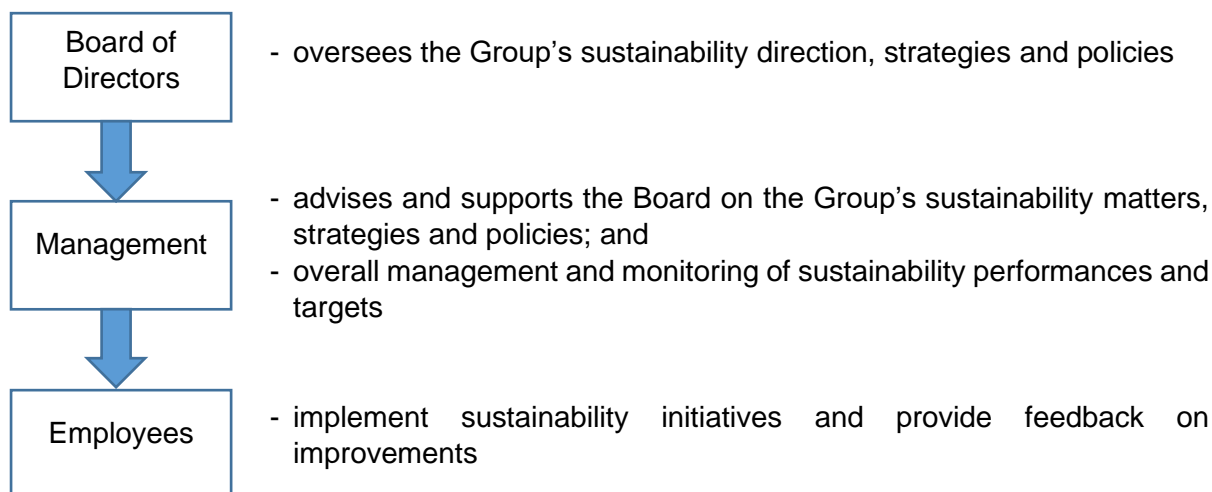 Board of
Directors
- oversees the Group’s sustainability direction, strategies and policies
Management
- advises and supports the Board on the Group’s sustainability matters,
strategies and policies; and
- overall management and monitoring of sustainability performances and
targets
Employees
- implement sustainability initiatives and provide feedback on
improvements